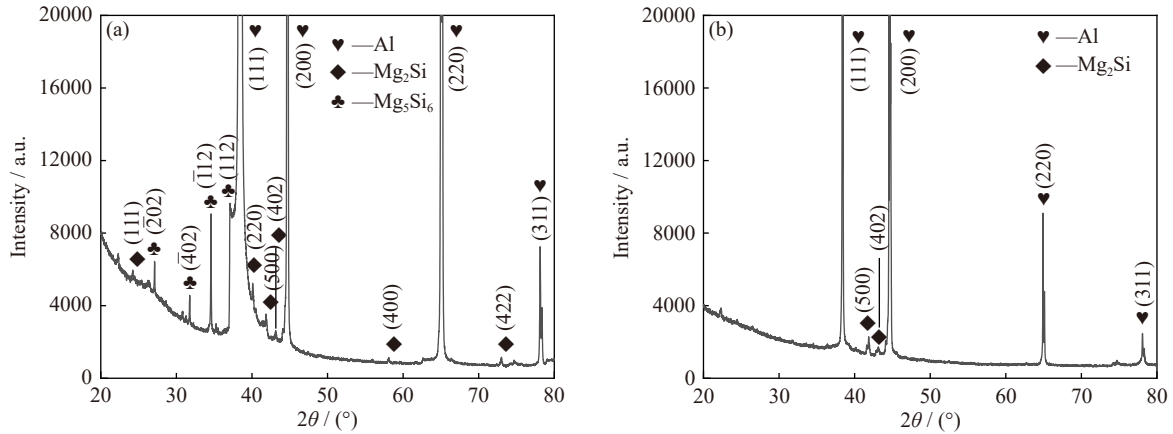 (a)
♥ —Al
◆ —Mg₂Si
♣ —Mg₅Si₆
20000
16000
12000
8000
4000
0
Intensity / a.u.
(111)
(2̅02)
(4̅02)
(1̅12)
(112)
(111)
(220)
(500)
(402)
(200)
(400)
(220)
(422)
(311)
20 30 40 50 60 70 80
2θ / (°)
(b)
♥ —Al
◆ —Mg₂Si
20000
16000
12000
8000
4000
0
Intensity / a.u.
(111)
(500)
(402)
(200)
(220)
(311)
20 30 40 50 60 70 80
2θ / (°)